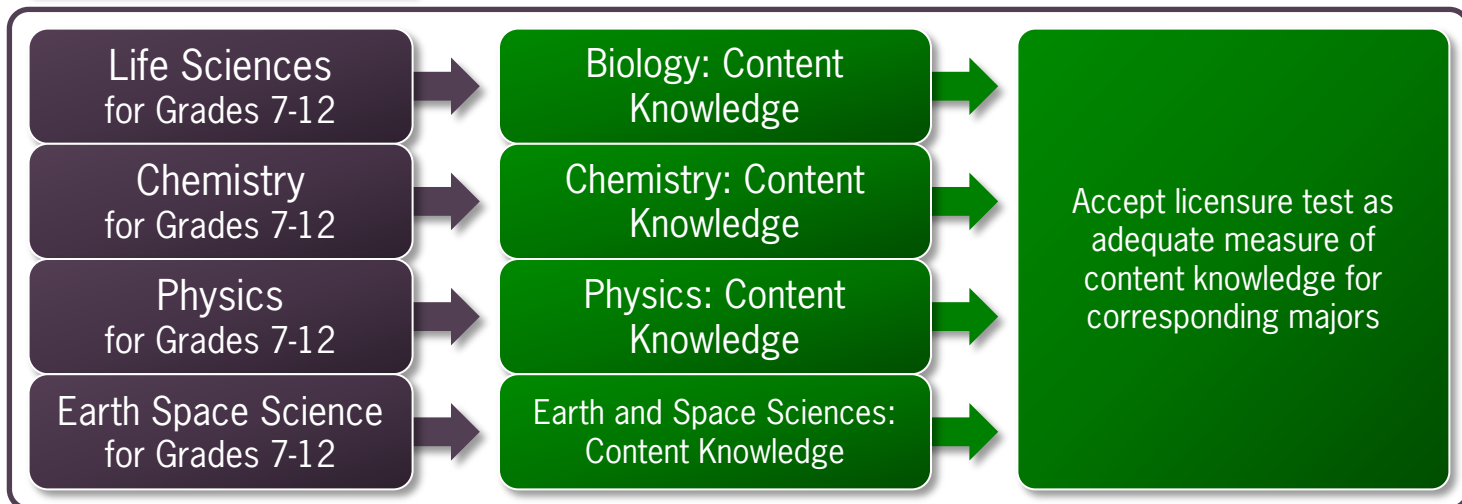 Life Sciences
for Grades 7-12
Biology: Content
Knowledge
Chemistry
for Grades 7-12
Chemistry: Content
Knowledge
Physics
for Grades 7-12
Physics: Content
Knowledge
Earth Space Science
for Grades 7-12
Earth and Space Sciences:
Content Knowledge
Accept licensure test as
adequate measure of
content knowledge for
corresponding majors